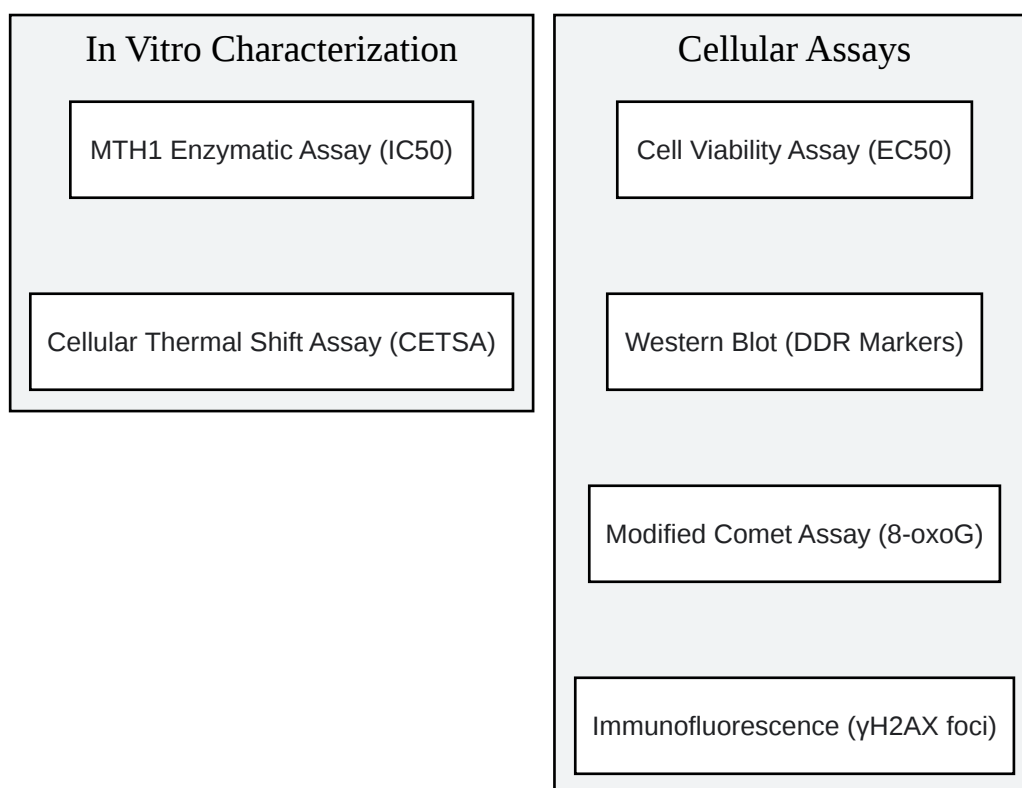 In Vitro Characterization
MTH1 Enzymatic Assay (IC50)
Cellular Thermal Shift Assay (CETSA)
Cellular Assays
Cell Viability Assay (EC50)
Western Blot (DDR Markers)
Modified Comet Assay (8-oxoG)
Immunofluorescence (γH2AX foci)